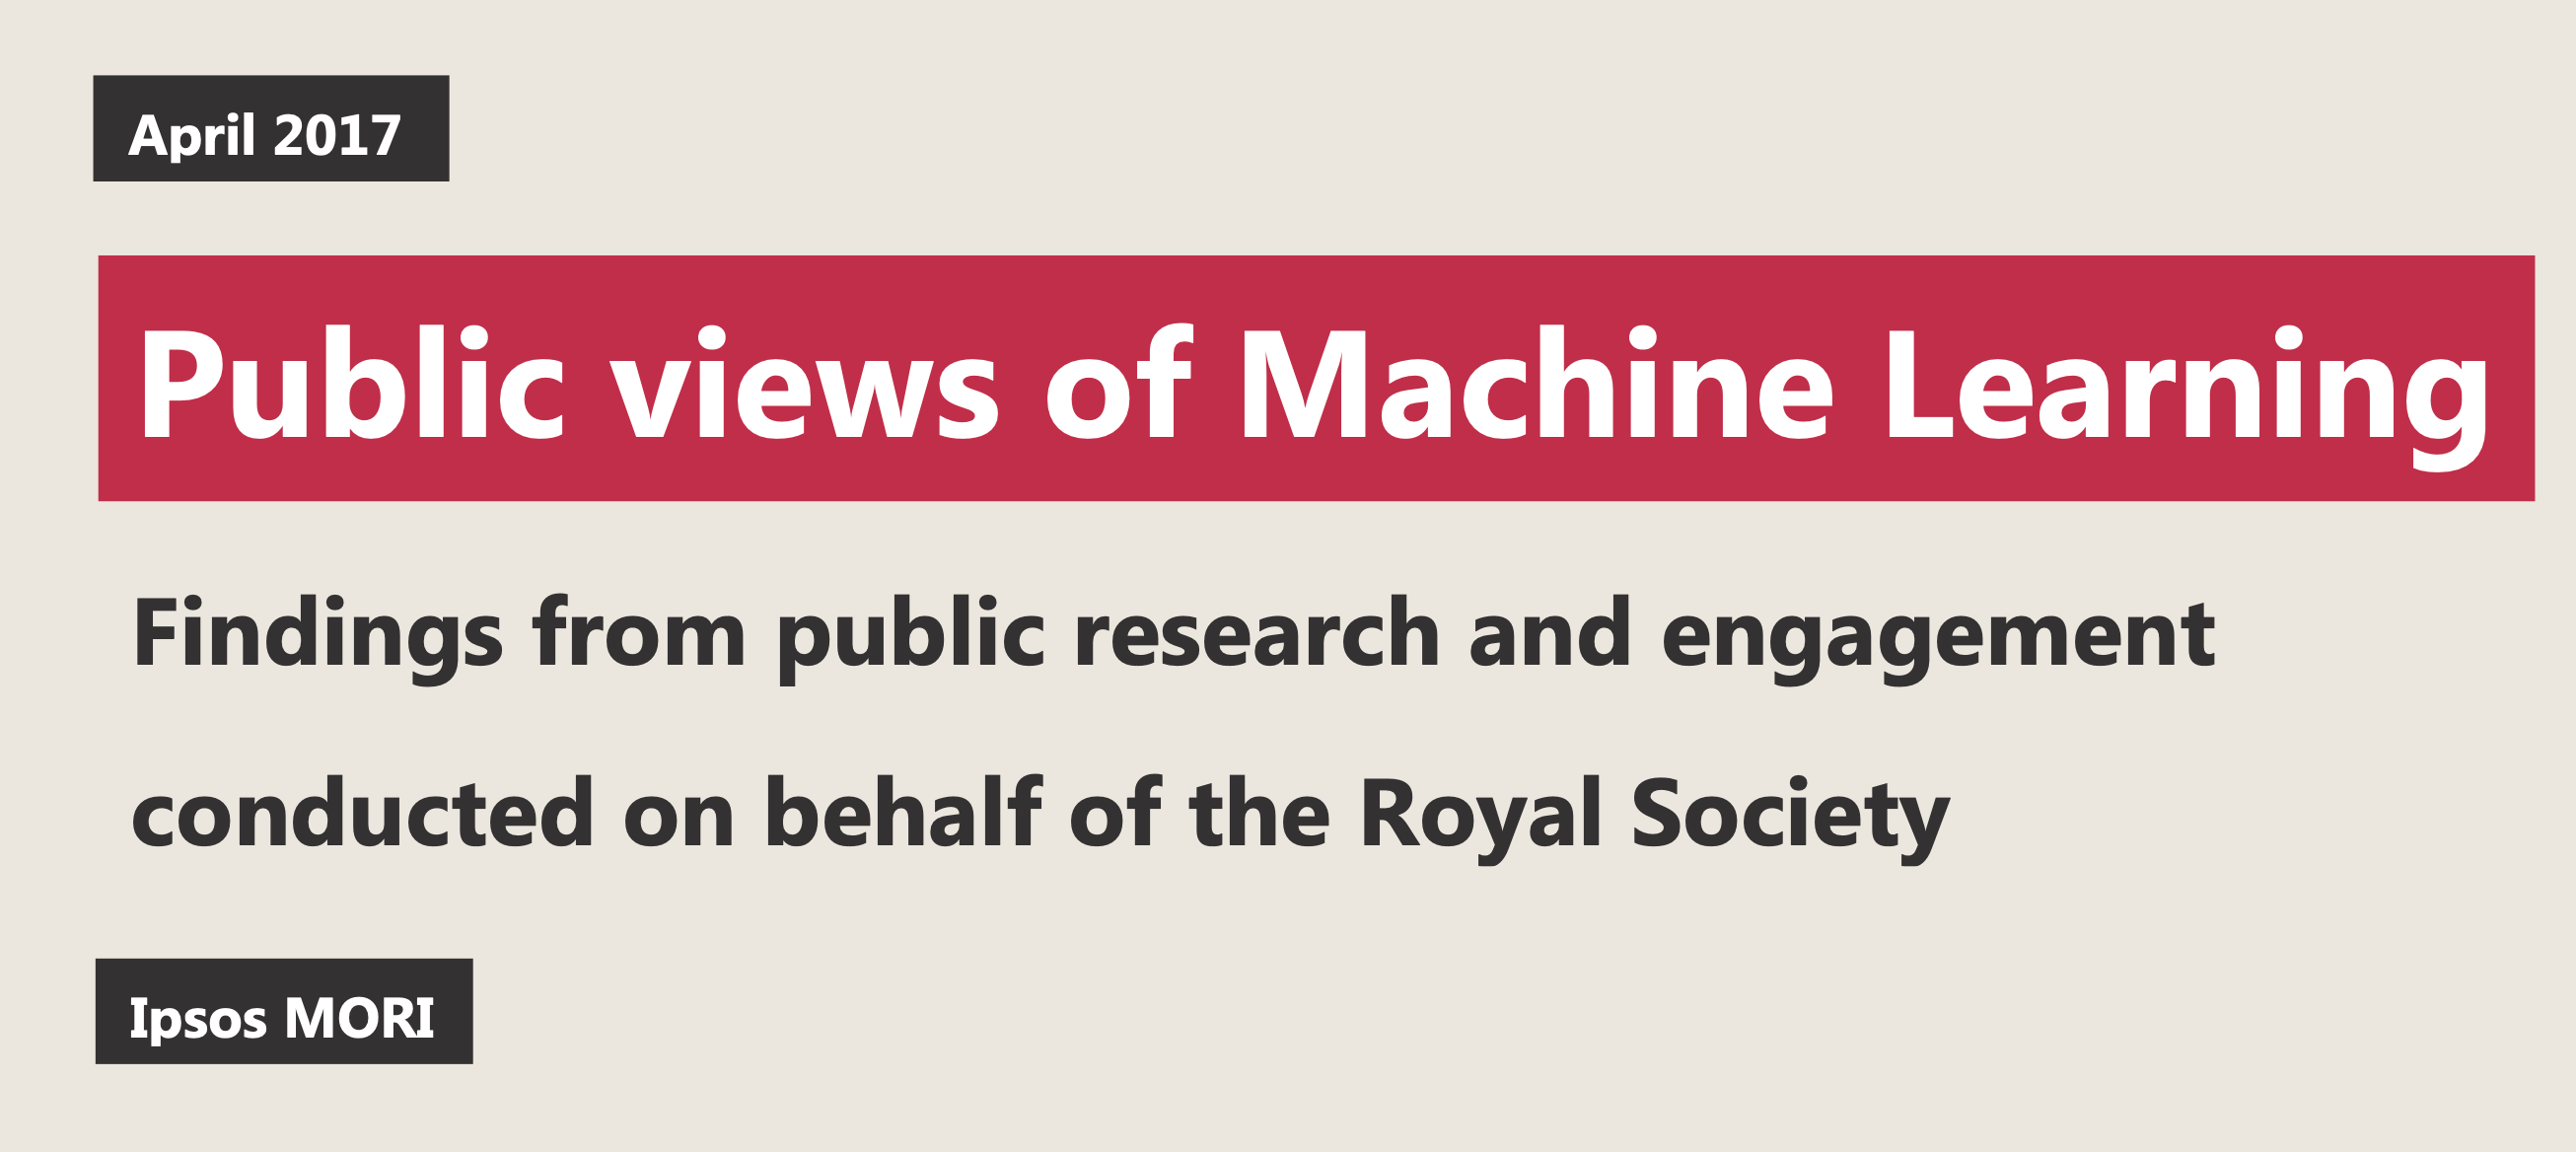 April 2017
Public views of Machine Learning
Findings from public research and engagement
conducted on behalf of the Royal Society
Ipsos MORI